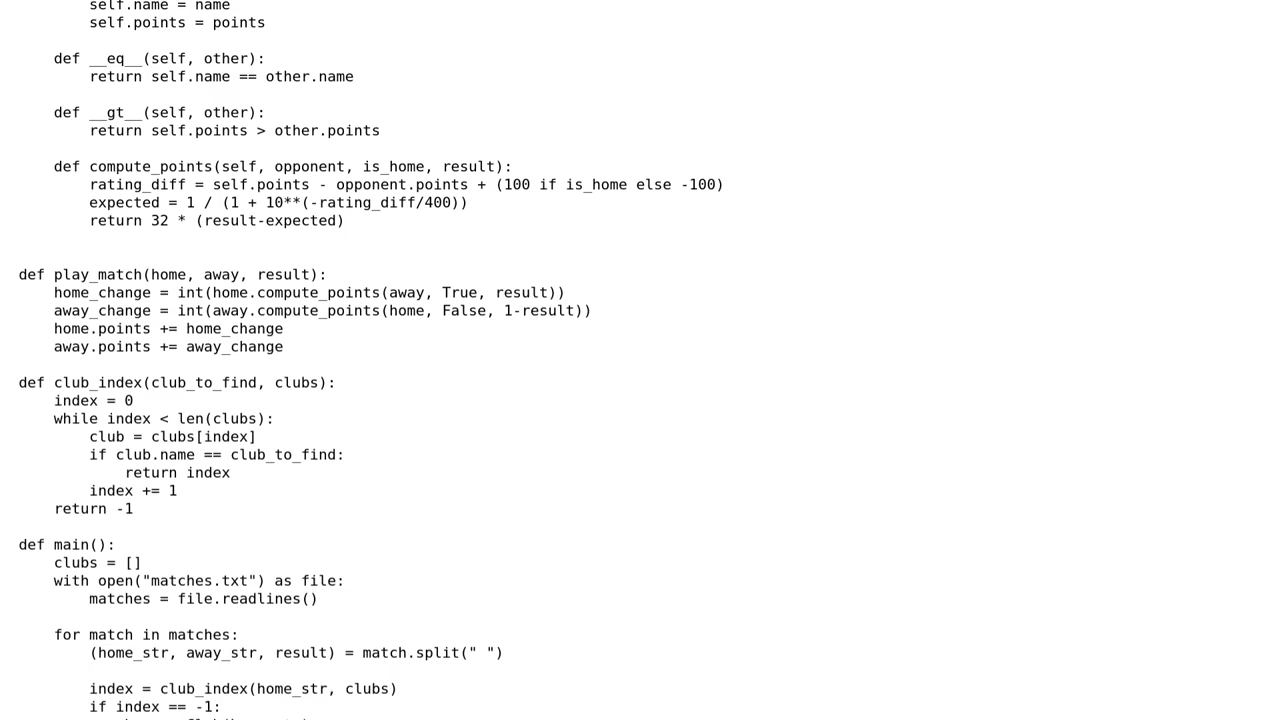 self.name = name
        self.points = points

    def __eq__(self, other):
        return self.name == other.name

    def __gt__(self, other):
        return self.points > other.points

    def compute_points(self, opponent, is_home, result):
        rating_diff = self.points - opponent.points + (100 if is_home else -100)
        expected = 1 / (1 + 10**(-rating_diff/400))
        return 32 * (result-expected)


def play_match(home, away, result):
    home_change = int(home.compute_points(away, True, result))
    away_change = int(away.compute_points(home, False, 1-result))
    home.points += home_change
    away.points += away_change

def club_index(club_to_find, clubs):
    index = 0
    while index < len(clubs):
        club = clubs[index]
        if club.name == club_to_find:
            return index
        index += 1
    return -1

def main():
    clubs = []
    with open("matches.txt") as file:
        matches = file.readlines()

    for match in matches:
        (home_str, away_str, result) = match.split(" ")

        index = club_index(home_str, clubs)
        if index == -1: